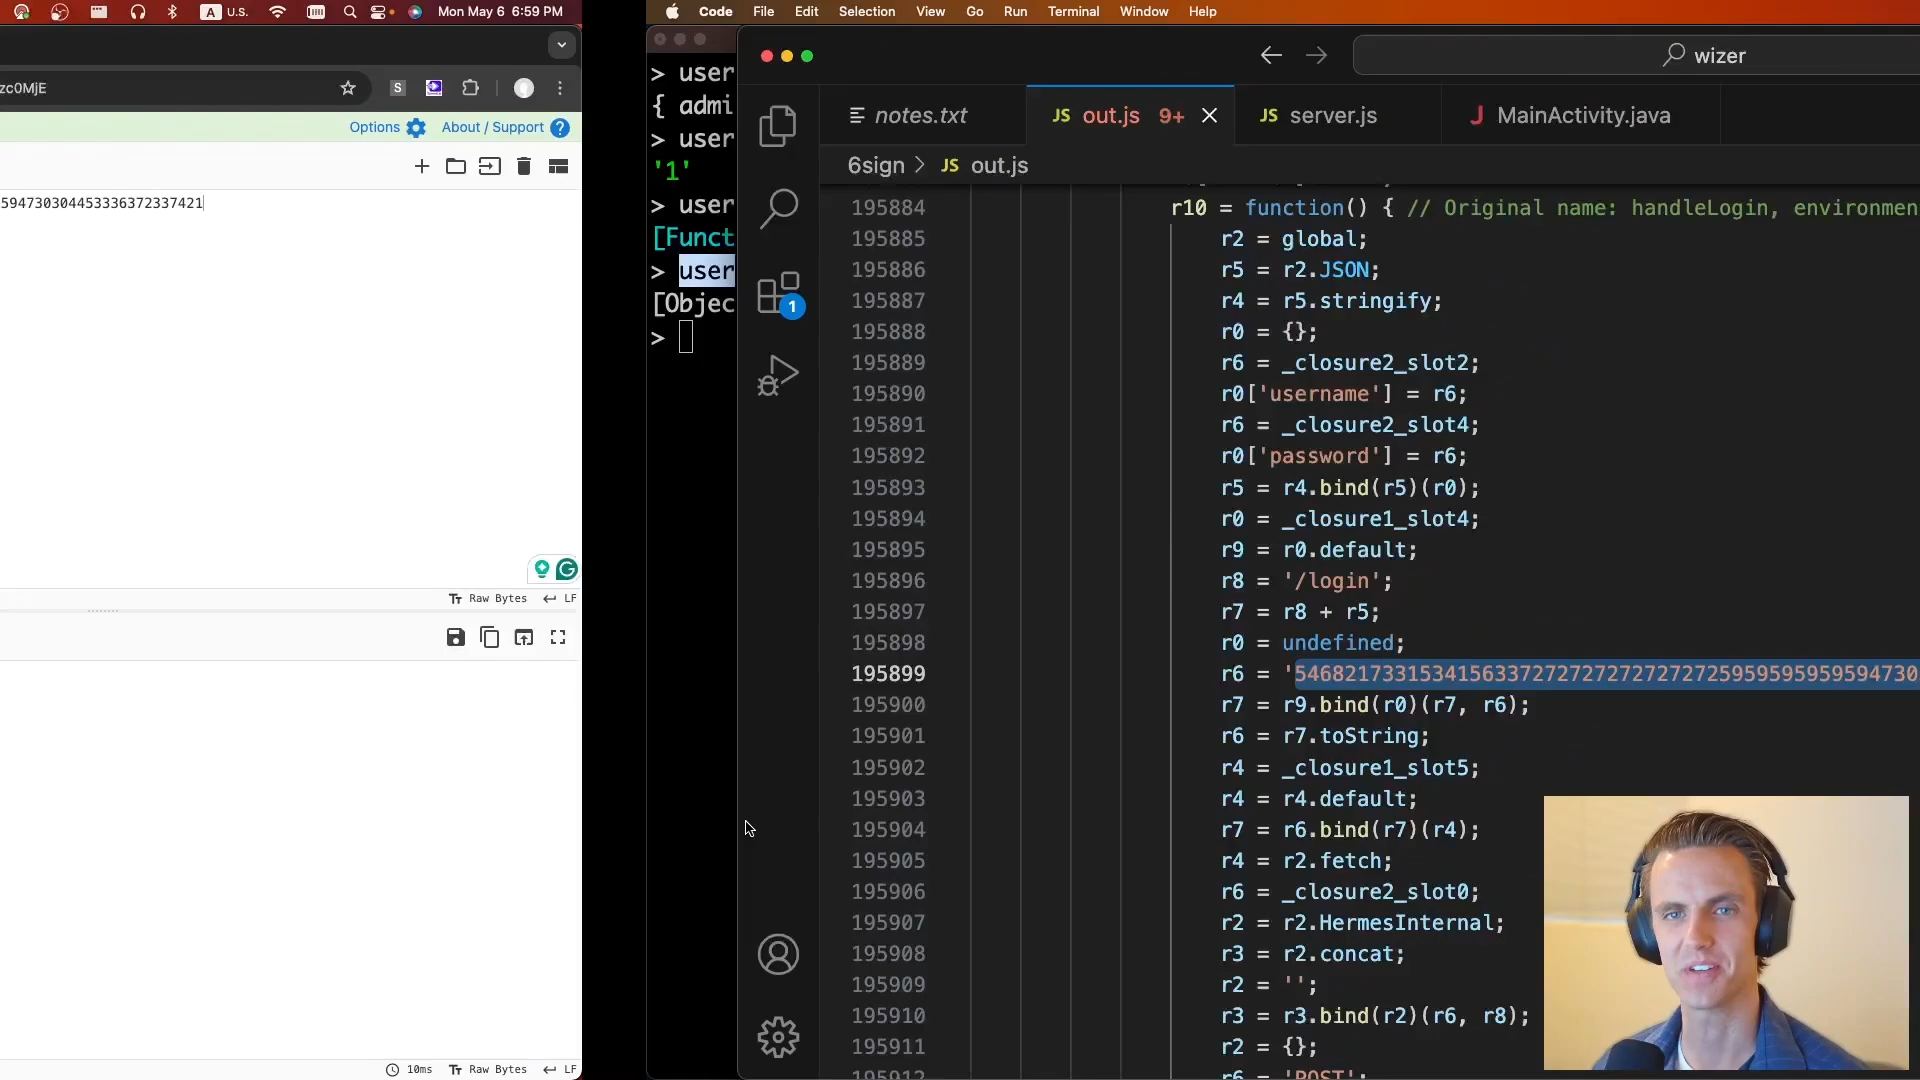 A U.S. Mon May 6 6:59 PM
zc0MjE
S
Options About / Support ?
594730304453336372337421
Raw Bytes LF
10ms Raw Bytes LF
Code File Edit Selection View Go Run Terminal Window Help
> user
{ admi
> user
'1'
> user
[Funct
> user
[Objec
>
wizer
notes.txt JS out.js 9+ JS server.js J MainActivity.java
6sign > JS out.js
1
195884 r10 = function() { // Original name: handleLogin, environmen
195885 r2 = global;
195886 r5 = r2.JSON;
195887 r4 = r5.stringify;
195888 r0 = {};
195889 r6 = _closure2_slot2;
195890 r0['username'] = r6;
195891 r6 = _closure2_slot4;
195892 r0['password'] = r6;
195893 r5 = r4.bind(r5)(r0);
195894 r0 = _closure1_slot4;
195895 r9 = r0.default;
195896 r8 = '/login';
195897 r7 = r8 + r5;
195898 r0 = undefined;
195899 r6 = '54682173315341563372727272727272725959595959594730
195900 r7 = r9.bind(r0)(r7, r6);
195901 r6 = r7.toString;
195902 r4 = _closure1_slot5;
195903 r4 = r4.default;
195904 r7 = r6.bind(r7)(r4);
195905 r4 = r2.fetch;
195906 r6 = _closure2_slot0;
195907 r2 = r2.HermesInternal;
195908 r3 = r2.concat;
195909 r2 = '';
195910 r3 = r3.bind(r2)(r6, r8);
195911 r2 = {};
195912 r6 = 'POST';